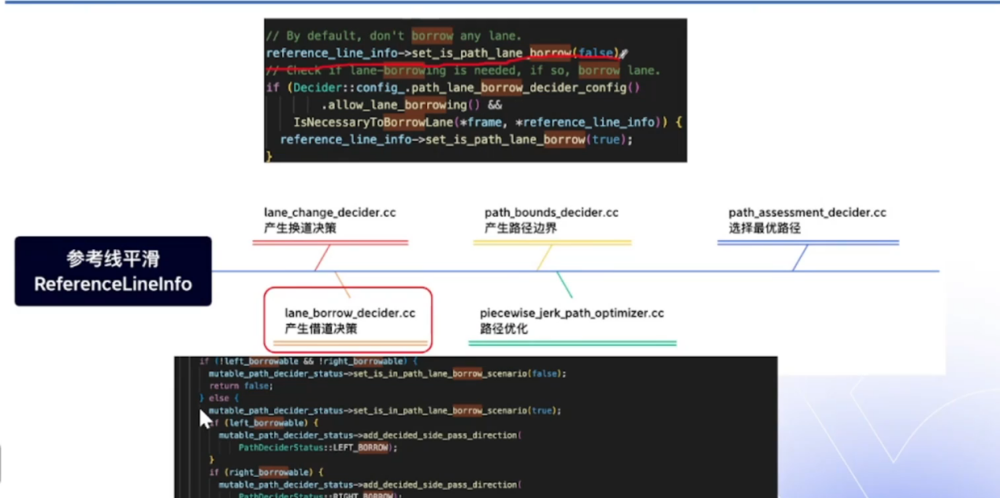 // By default, don't borrow any lane.
reference_line_info->set_is_path_lane_borrow(false);
// Check if lane-borrowing is needed, if so, borrow lane.
if (Decider::config_.path_lane_borrow_decider_config()
.allow_lane_borrowing() &&
IsNecessaryToBorrowLane(*frame, *reference_line_info)) {
reference_line_info->set_is_path_lane_borrow(true);
}
lane_change_decider.cc
产生换道决策
path_bounds_decider.cc
产生路径边界
path_assessment_decider.cc
选择最优路径
参考线平滑
ReferenceLineInfo
lane_borrow_decider.cc
产生借道决策
piecewise_jerk_path_optimizer.cc
路径优化
if (!left_borrowable && !right_borrowable) {
mutable_path_decider_status->set_is_in_path_lane_borrow_scenario(false);
return false;
} else {
mutable_path_decider_status->set_is_in_path_lane_borrow_scenario(true);
if (left_borrowable) {
mutable_path_decider_status->add_decided_side_pass_direction(
PathDeciderStatus::LEFT_BORROW);
}
if (right_borrowable) {
mutable_path_decider_status->add_decided_side_pass_direction(
PathDeciderStatus::RIGHT_BORROW);